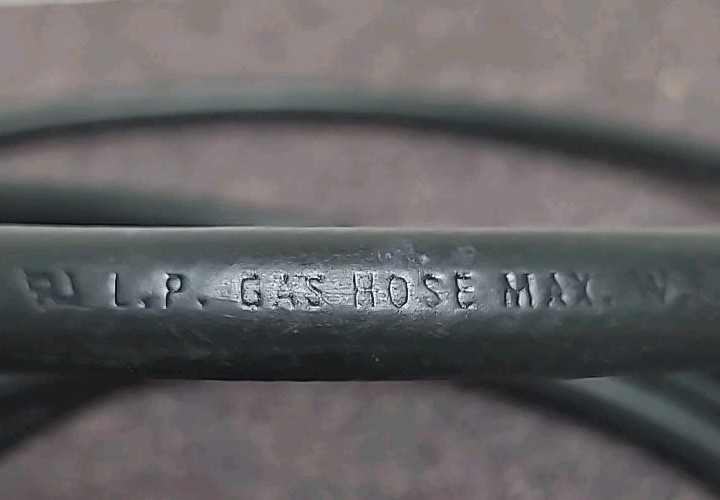 L.P. GAS HOSE MAX. W.